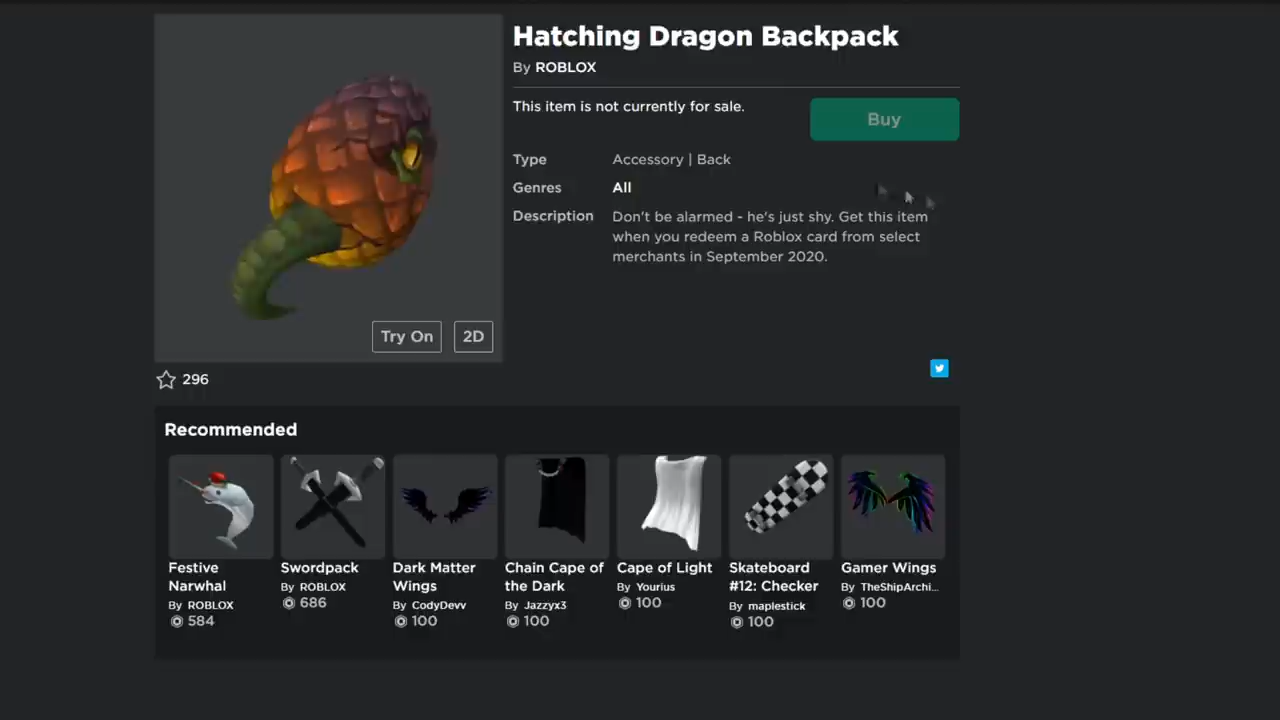 Hatching Dragon Backpack
By ROBLOX
This item is not currently for sale.
Buy
Type Accessory | Back
Genres All
Description Don't be alarmed - he's just shy. Get this item
when you redeem a Roblox card from select
merchants in September 2020.
Try On 2D
296
Recommended
Festive
Narwhal
By ROBLOX
584
Swordpack
By ROBLOX
686
Dark Matter
Wings
By CodyDevv
100
Chain Cape of
the Dark
By Jazzyx3
100
Cape of Light
By Yourius
100
Skateboard
#12: Checker
By maplestick
100
Gamer Wings
By TheShipArchi...
100